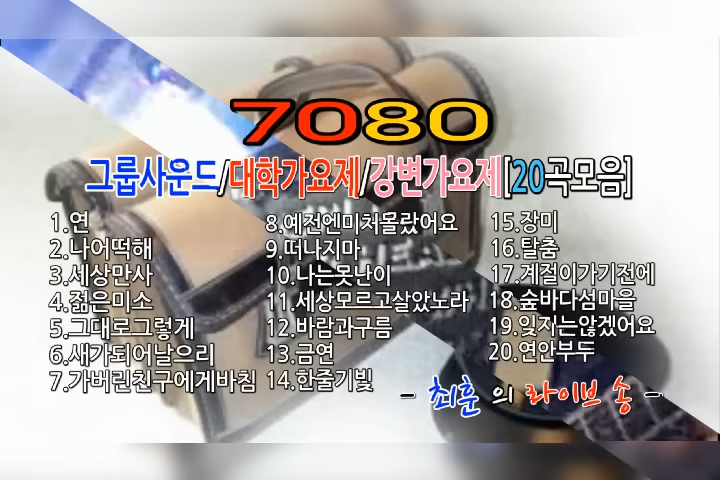 7080
그룹사운드/대학가요제/강변가요제[20곡모음]
1.연
2.나어떡해
3.세상만사
4.젊은미소
5.그대로그렇게
6.새가되어날으리
7.가버린친구에게바침
8.예전엔미처몰랐어요
9.떠나지마
10.나는못난이
11.세상모르고살았노라
12.바람과구름
13.금연
14.한줄기빛
15.장미
16.탈춤
17.계절이가기전에
18.숲바다섬마을
19.잊지는않겠어요
20.연안부두
- 최훈 의 라이브 송 -